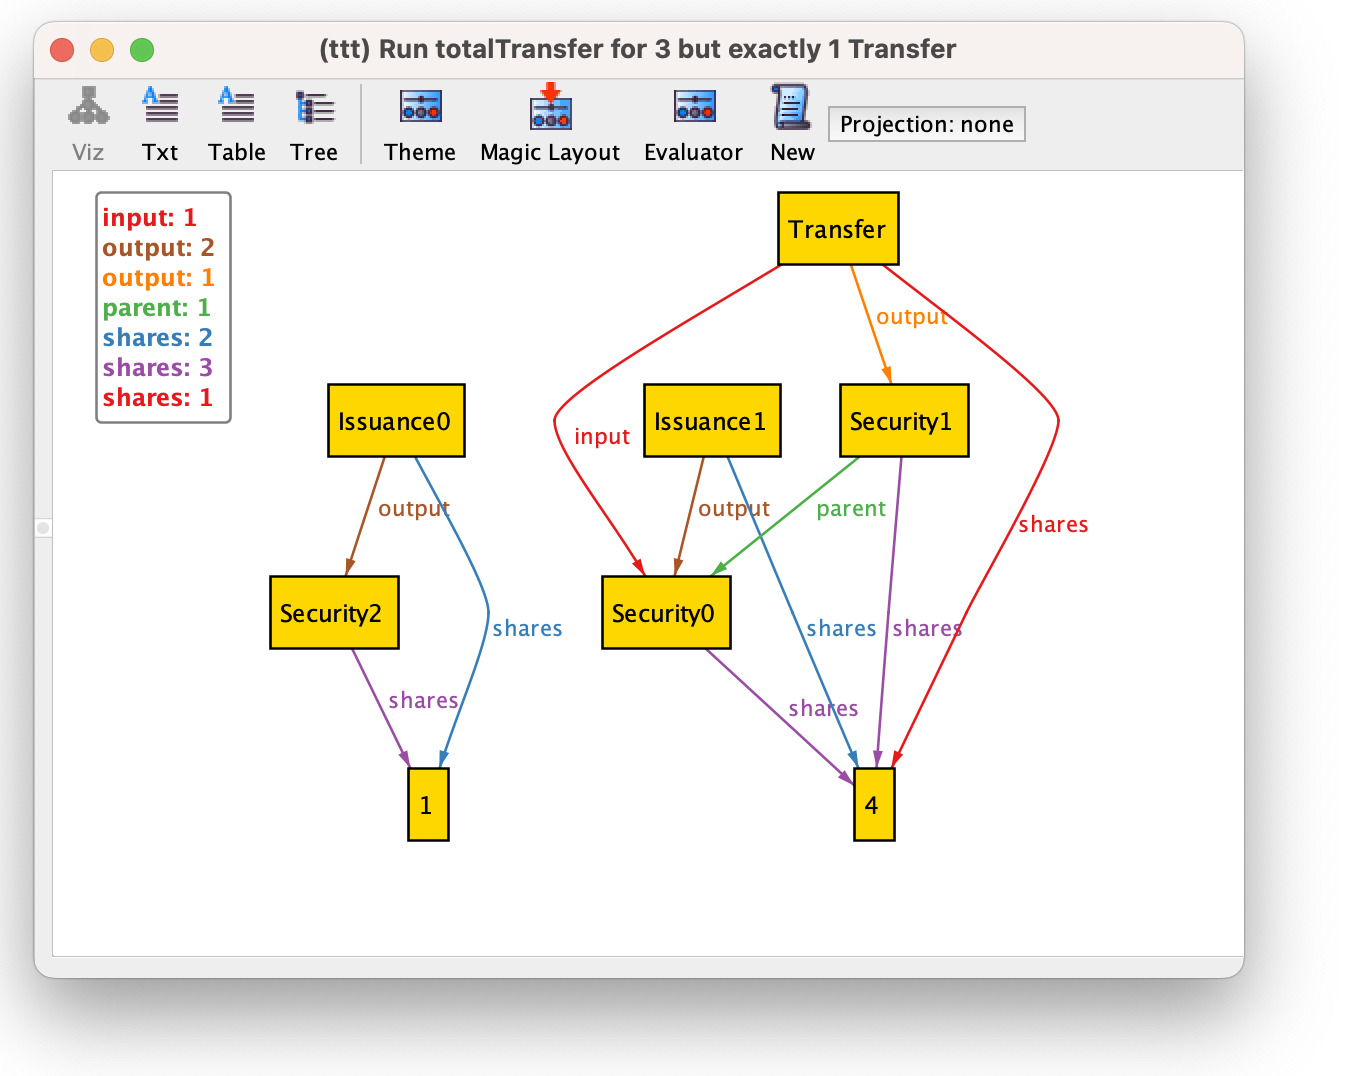 (ttt) Run totalTransfer for 3 but exactly 1 Transfer
Viz Txt Table Tree Theme Magic Layout Evaluator New Projection: none
input: 1
output: 2
output: 1
parent: 1
shares: 2
shares: 3
shares: 1
Transfer
output
Issuance0 Issuance1 Security1
input
output output parent
shares
Security2 Security0
shares shares shares
shares shares
1 4